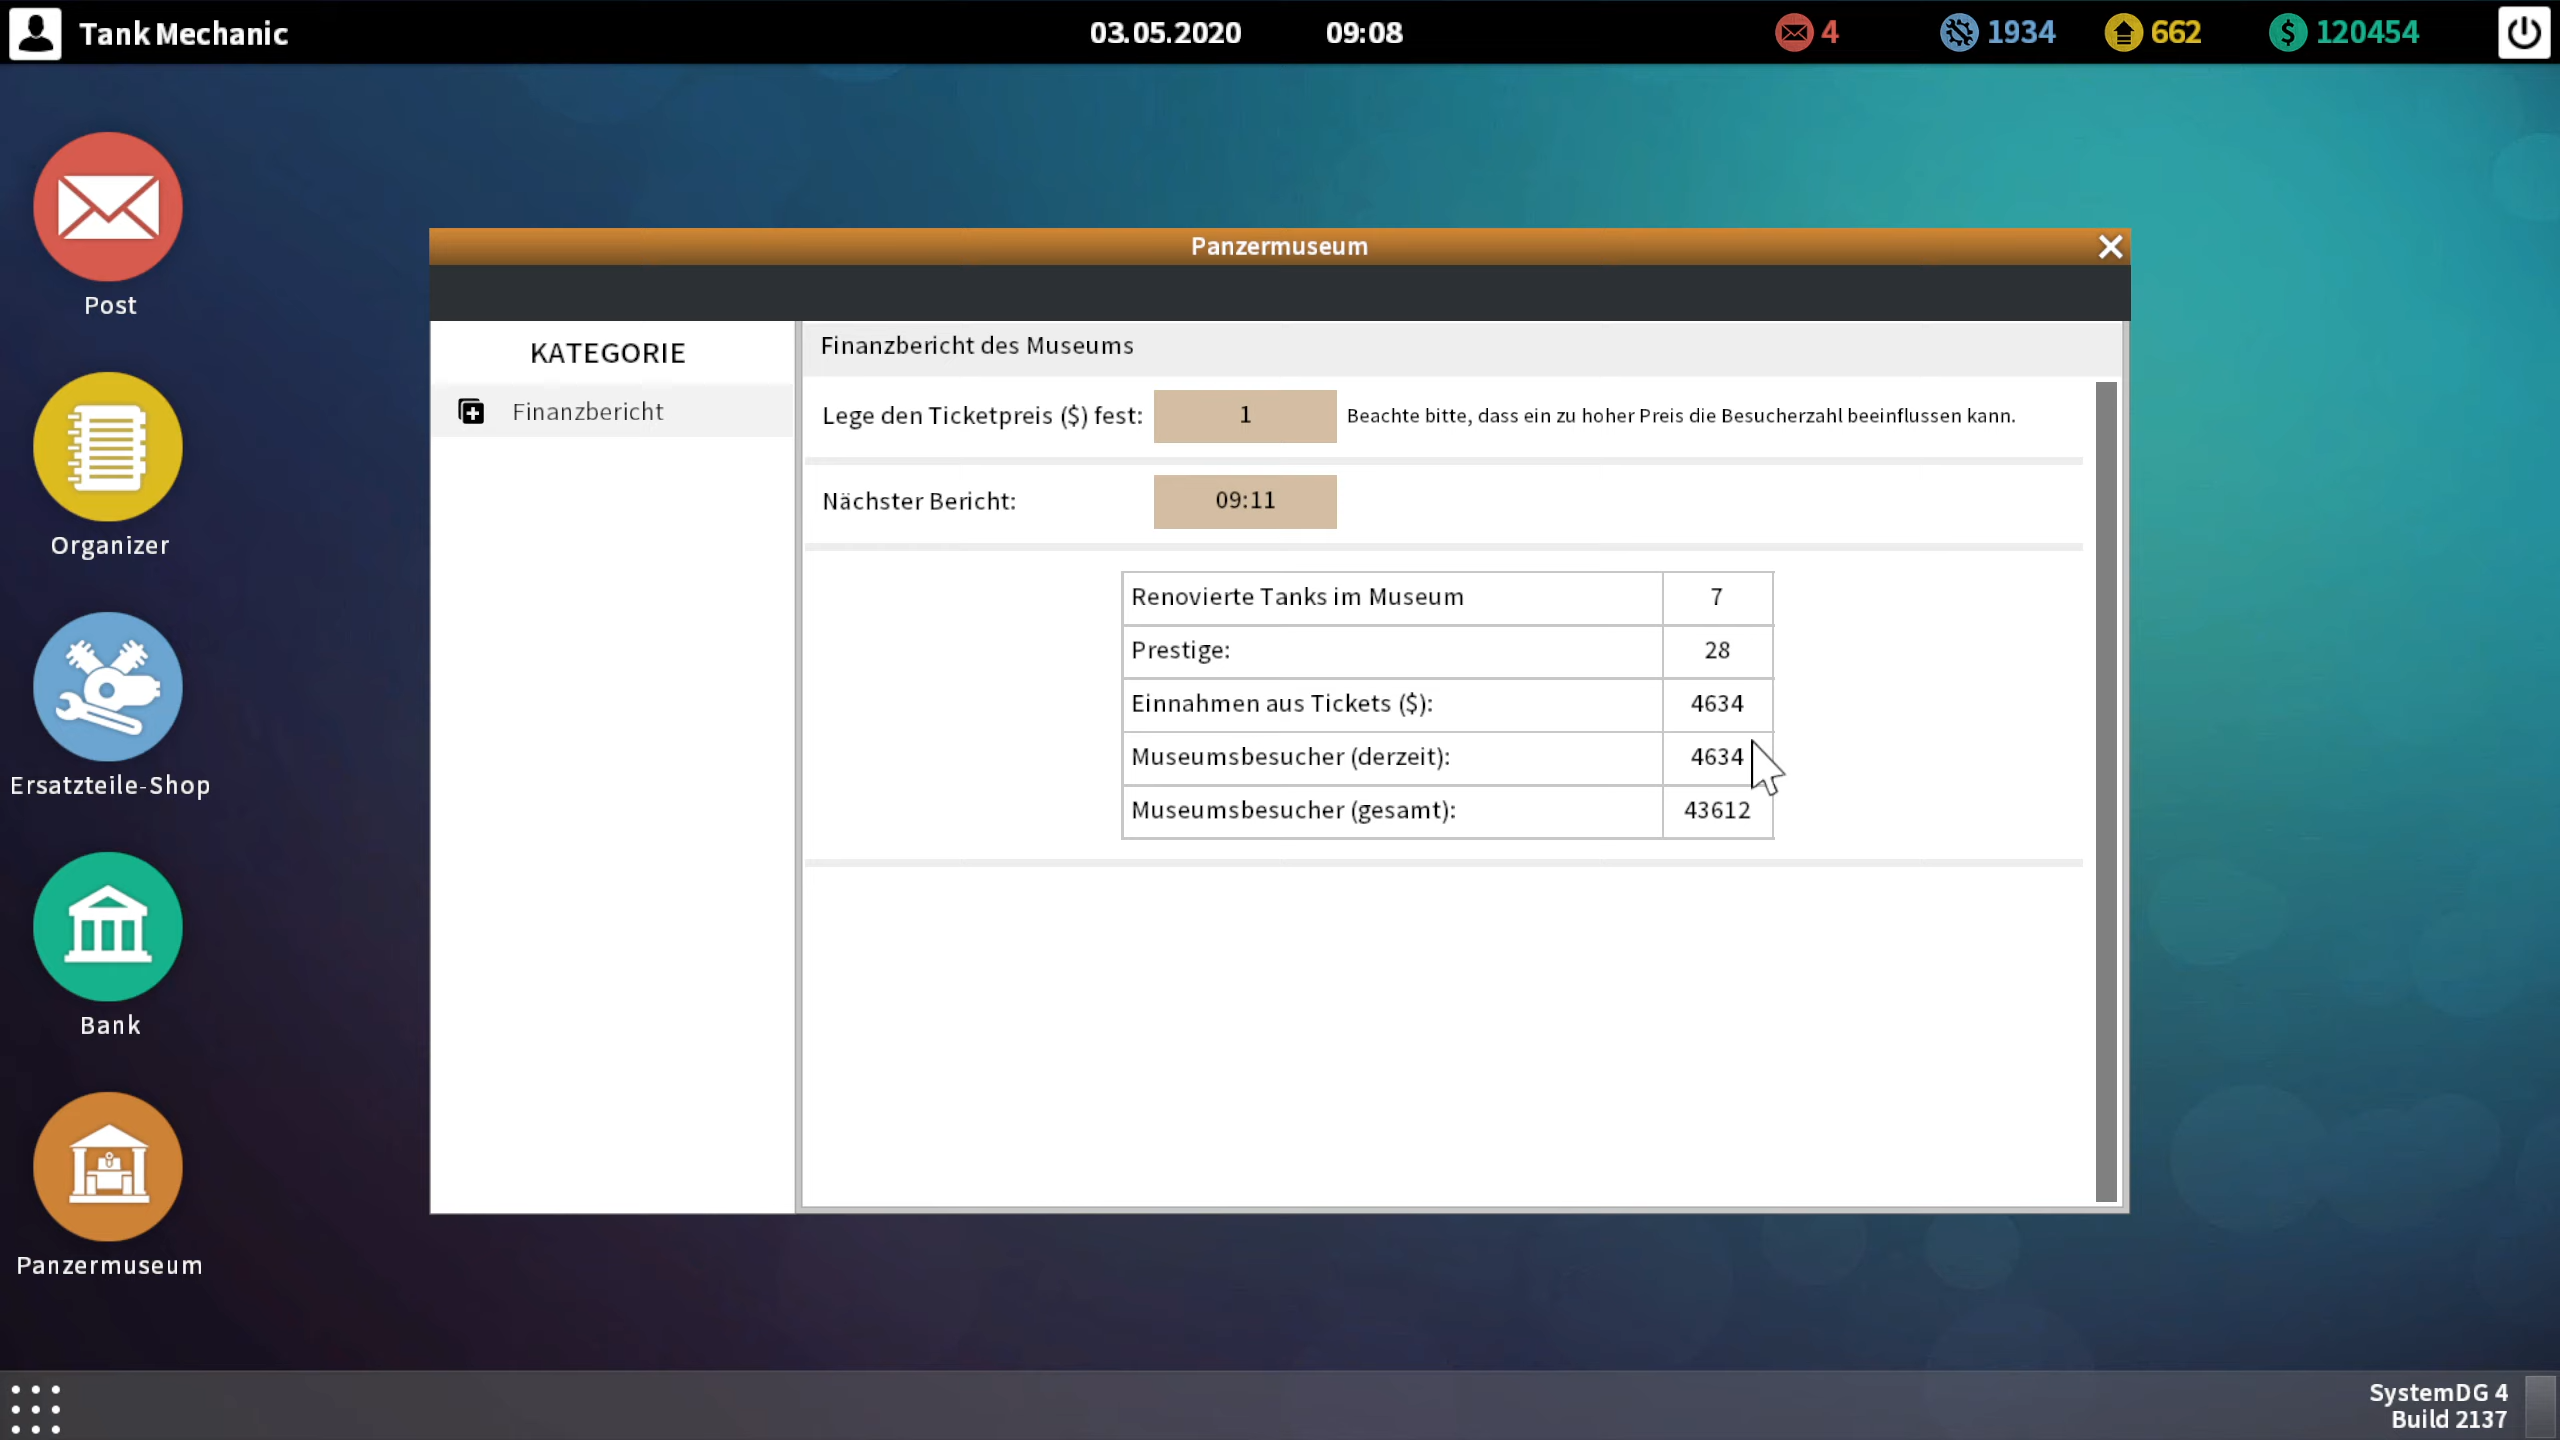 Tank Mechanic 03.05.2020 09:08 4 1934 662 120454
Post
Organizer
Ersatzteile-Shop
Bank
Panzermuseum
Panzermuseum
KATEGORIE
Finanzbericht
Finanzbericht des Museums
Lege den Ticketpreis ($) fest: 1 Beachte bitte, dass ein zu hoher Preis die Besucherzahl beeinflussen kann.
Nächster Bericht: 09:11
Renovierte Tanks im Museum 7
Prestige: 28
Einnahmen aus Tickets ($): 4634
Museumsbesucher (derzeit): 4634
Museumsbesucher (gesamt): 43612
SystemDG 4
Build 2137